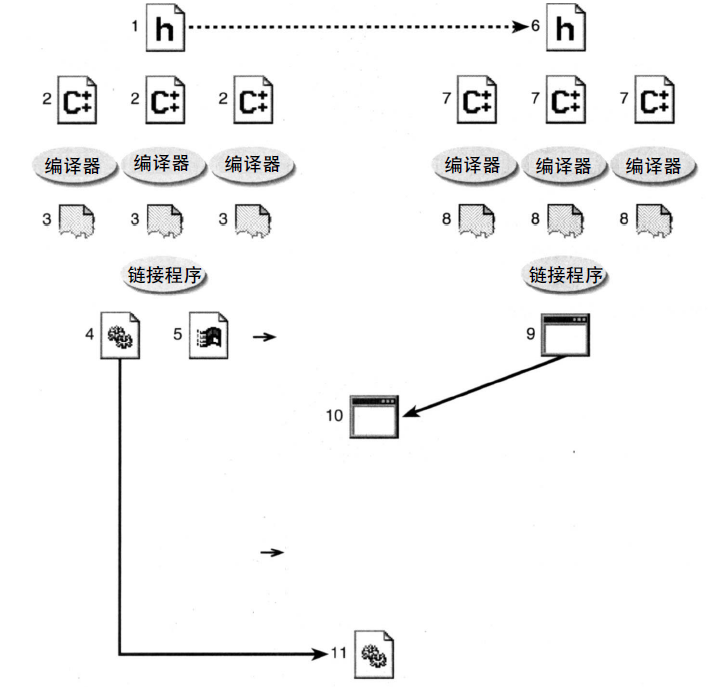 1 h 6 h
2 C++ 2 C++ 2 C++ 7 C++ 7 C++ 7 C++
编译器 编译器 编译器 编译器 编译器 编译器
3 3 3 8 8 8
链接程序 链接程序
4 5 9
10
11